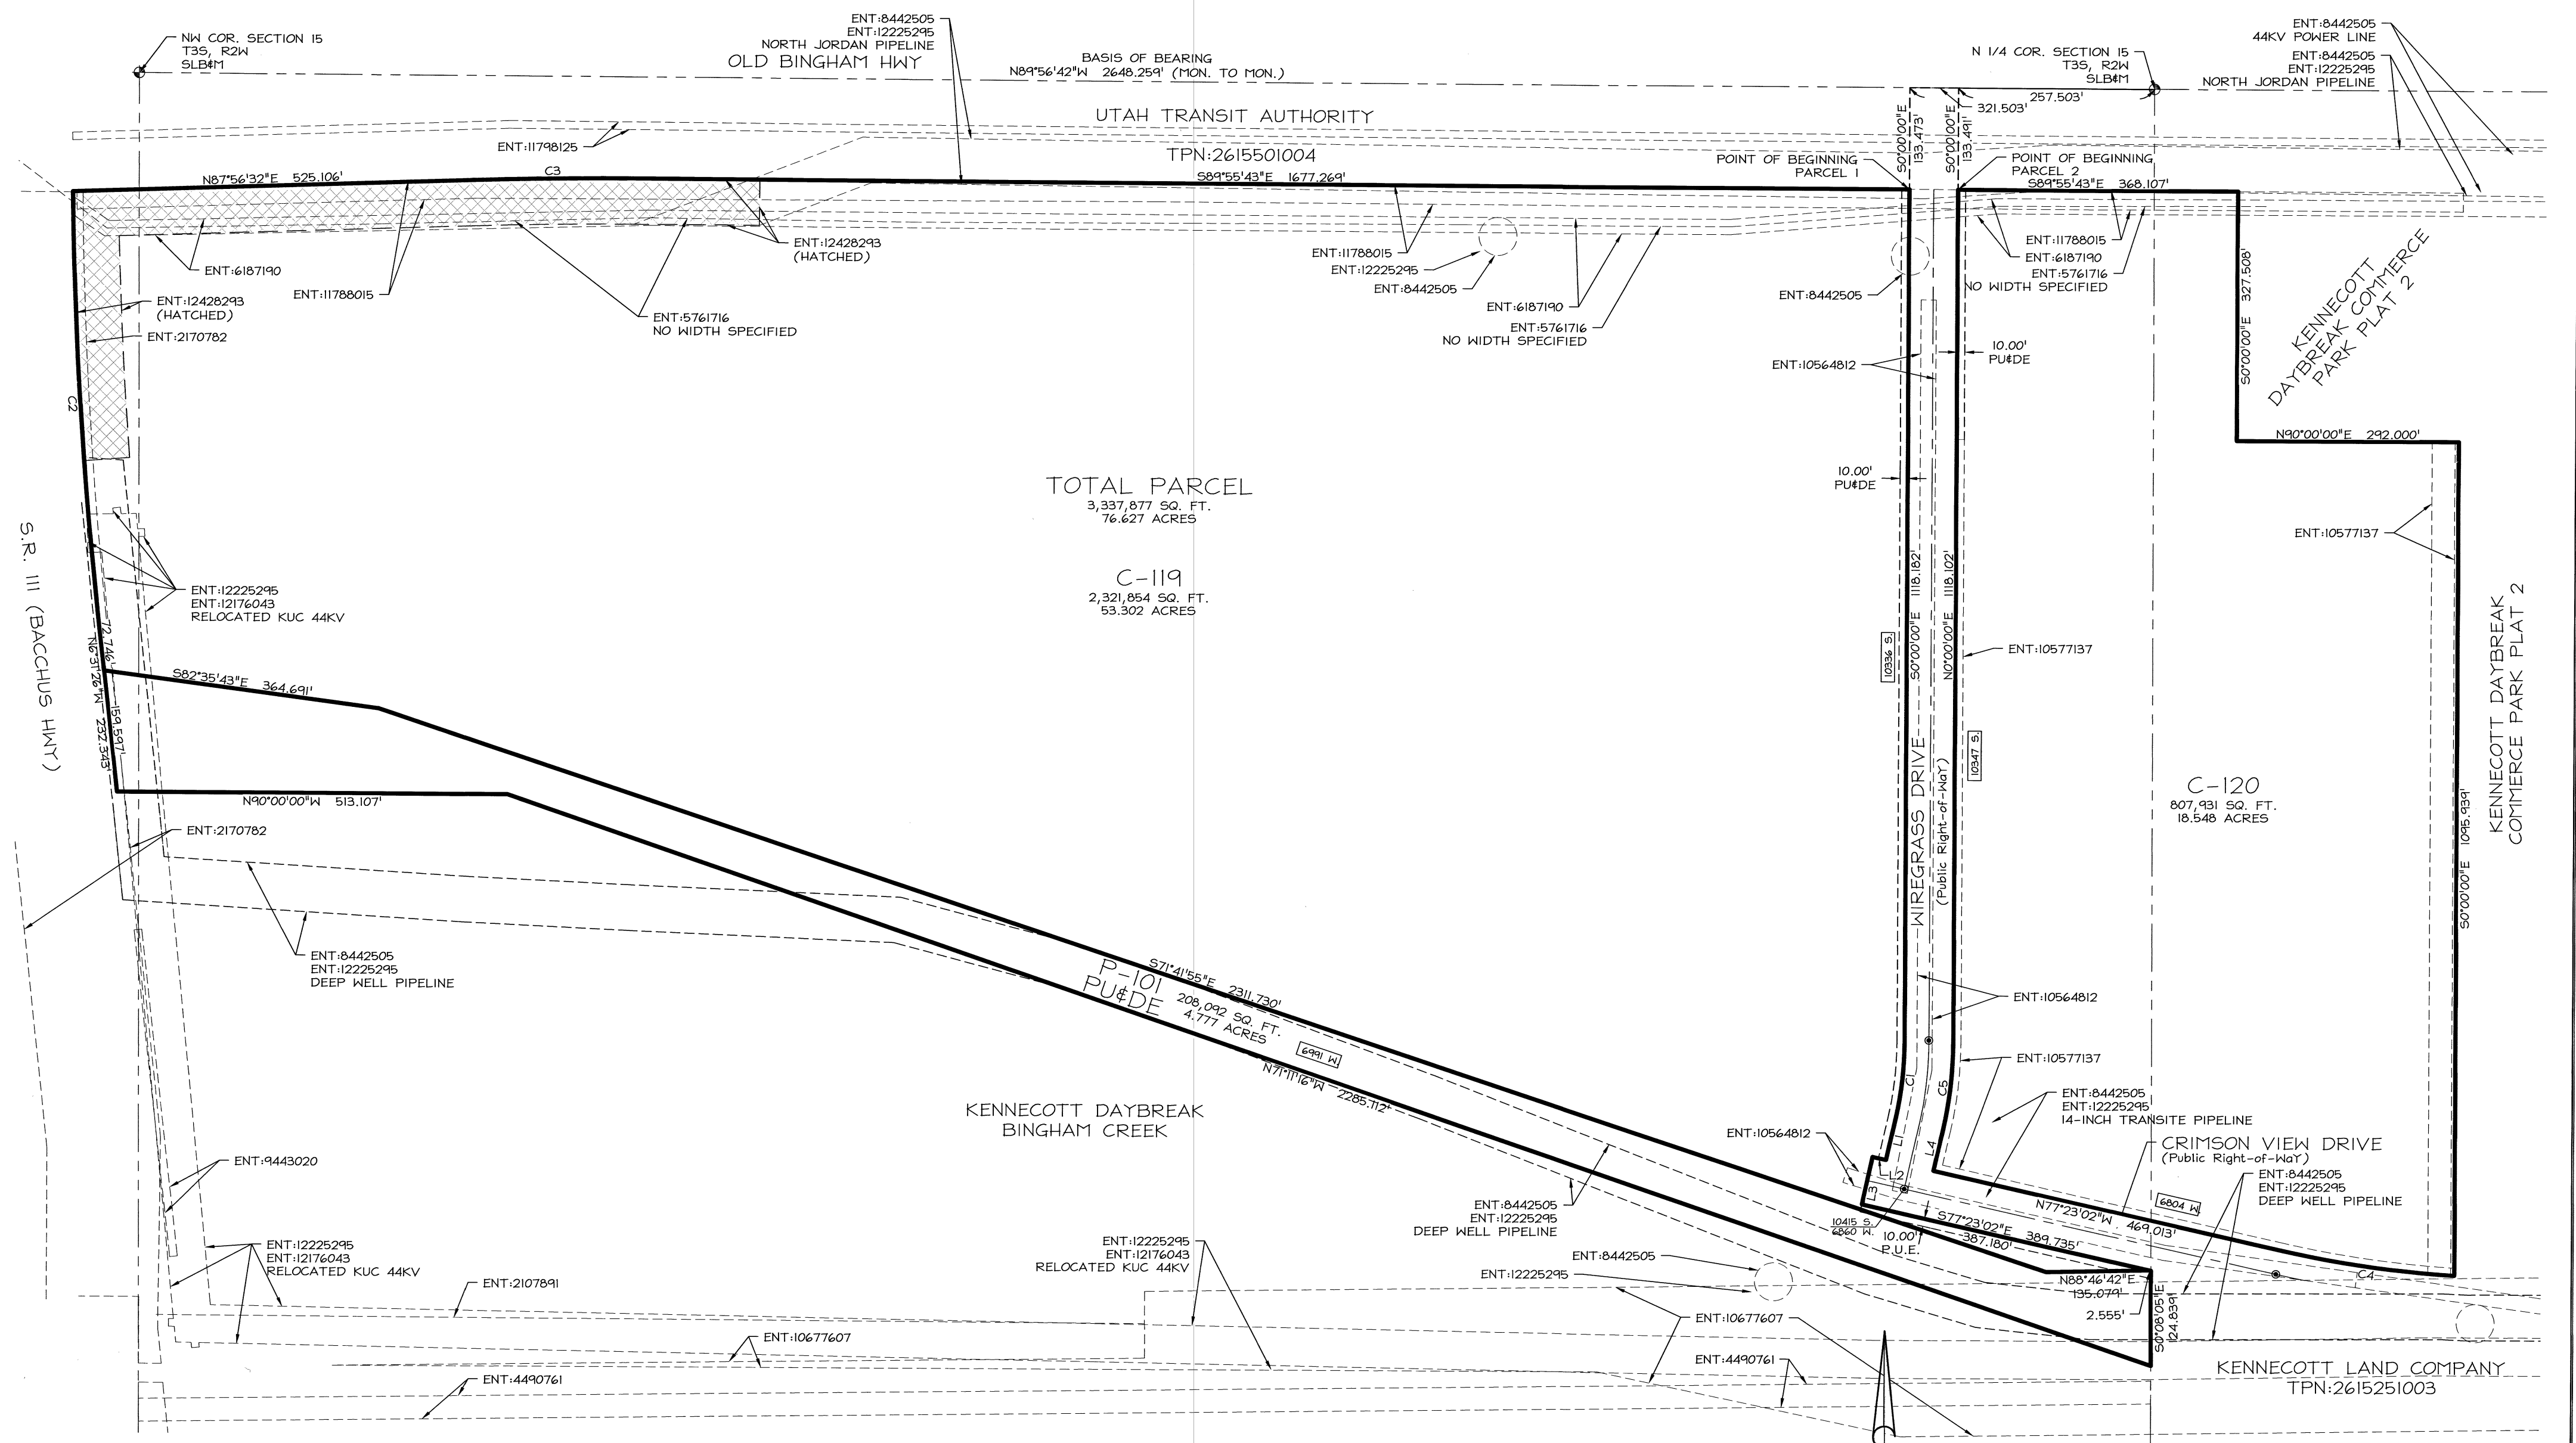 NW COR. SECTION 15
T3S, R2W
SLB&M
ENT:8442505
ENT:12225295
NORTH JORDAN PIPELINE
OLD BINGHAM HWY
BASIS OF BEARING
N89°56'42"W 2648.259' (MON. TO MON.)
N 1/4 COR. SECTION 15
T3S, R2W
SLB&M
ENT:8442505
44KV POWER LINE
ENT:8442505
ENT:12225295
NORTH JORDAN PIPELINE
257.503'
321.503'
UTAH TRANSIT AUTHORITY
ENT:11798125
TPN:2615501004
S0°00'00"E
133.473'
S0°00'00"E
133.491'
POINT OF BEGINNING
PARCEL 1
POINT OF BEGINNING
PARCEL 2
N87°56'32"E 525.106'
C3
S89°55'43"E 1677.269'
S89°55'43"E 368.107'
ENT:6187190
ENT:12428293
(HATCHED)
ENT:11788015
ENT:12428293
(HATCHED)
ENT:2170782
ENT:5761716
NO WIDTH SPECIFIED
ENT:11788015
ENT:12225295
ENT:8442505
ENT:6187190
ENT:5761716
NO WIDTH SPECIFIED
ENT:8442505
ENT:11788015
ENT:6187190
ENT:5761716
NO WIDTH SPECIFIED
S0°00'00"E 327.508'
KENNECOTT
DAYBREAK COMMERCE
PARK PLAT 2
ENT:10564812
10.00'
PU&DE
C2
N90°00'00"E 292.000'
10.00'
PU&DE
TOTAL PARCEL
3,337,877 SQ. FT.
76.627 ACRES
C-119
2,321,854 SQ. FT.
53.302 ACRES
ENT:10577137
S.R. 111 (BACCHUS HWY)
ENT:12225295
ENT:12176043
RELOCATED KUC 44KV
S0°00'00"E 1118.182'
N0°00'00"E 1118.102'
10336 S.
ENT:10577137
10347 S.
KENNECOTT DAYBREAK
COMMERCE PARK PLAT 2
72.746'
N6°31'26"W 232.343'
159.597'
S82°35'43"E 364.691'
N90°00'00"W 513.107'
ENT:2170782
WIREGRASS DRIVE
(Public Right-of-Way)
C-120
807,931 SQ. FT.
18.548 ACRES
S0°00'00"E 1095.939'
ENT:8442505
ENT:12225295
DEEP WELL PIPELINE
S71°41'55"E 2311.730'
P-101
PU&DE
208,092 SQ. FT.
4.777 ACRES
6991 W
N71°11'16"W 2285.112'
ENT:10564812
ENT:10577137
C1
C5
KENNECOTT DAYBREAK
BINGHAM CREEK
ENT:8442505
ENT:12225295
14-INCH TRANSITE PIPELINE
CRIMSON VIEW DRIVE
(Public Right-of-Way)
ENT:10564812
L1
L4
L2
L3
ENT:8442505
ENT:12225295
DEEP WELL PIPELINE
ENT:9443020
ENT:8442505
ENT:12225295
DEEP WELL PIPELINE
10415 S.
6860 W.
10.00'
P.U.E.
S77°23'02"E 389.735'
387.180'
N77°23'02"W 469.013'
6804 W
C4
ENT:12225295
ENT:12176043
RELOCATED KUC 44KV
ENT:2107891
ENT:12225295
ENT:12176043
RELOCATED KUC 44KV
ENT:8442505
ENT:12225295
N88°46'42"E
135.079'
2.555'
S0°08'05"E
124.839'
ENT:10677607
ENT:10677607
ENT:4490761
ENT:4490761
KENNECOTT LAND COMPANY
TPN:2615251003